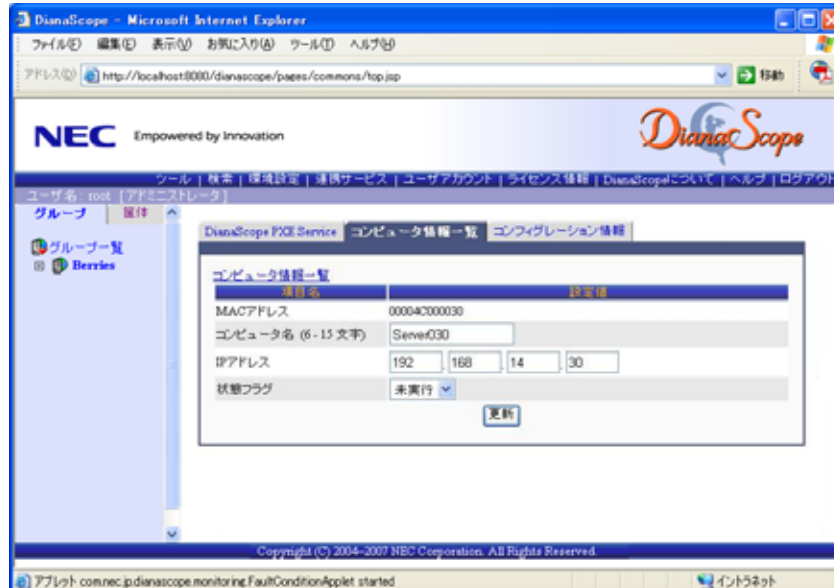 DianaScope - Microsoft Internet Explorer
ファイル(F) 編集(E) 表示(V) お気に入り(A) ツール(T) ヘルプ(H)
アドレス(D) http://localhost:8080/dianascope/pages/commons/top.jsp 移動
NEC Empowered by Innovation DianaScope
ツール | 検索 | 環境設定 | 連携サービス | ユーザアカウント | ライセンス情報 | DianaScopeについて | ヘルプ | ログアウト
ユーザ名 : root [アドミニストレータ]
グループ 筐体
グループ一覧
Berries
DianaScope PXE Service コンピュータ情報一覧 コンフィグレーション情報
コンピュータ情報一覧
項目名 設定値
MACアドレス 00004C000030
コンピュータ名 (6-15 文字) Server030
IPアドレス 192 . 168 . 14 . 30
状態フラグ 未実行
更新
Copyright (C) 2004-2007 NEC Corporation. All Rights Reserved.
アプレット com.nec.jp.dianascope.monitoring.FaultConditionApplet started イントラネット